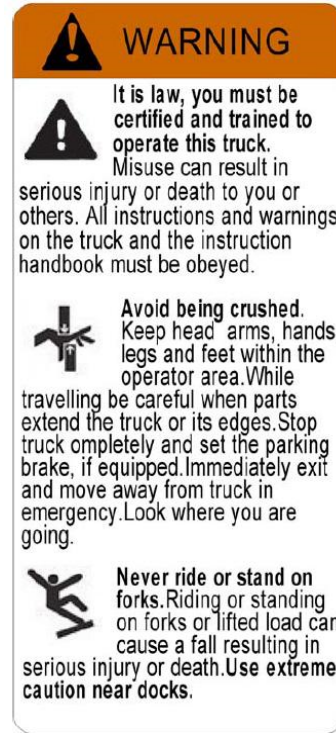 WARNING
It is law, you must be
certified and trained to
operate this truck.
Misuse can result in
serious injury or death to you or
others. All instructions and warnings
on the truck and the instruction
handbook must be obeyed.
Avoid being crushed.
Keep head arms, hands
legs and feet within the
operator area.While
travelling be careful when parts
extend the truck or its edges.Stop
truck ompletely and set the parking
brake, if equipped.Immediately exit
and move away from truck in
emergency.Look where you are
going.
Never ride or stand on
forks.Riding or standing
on forks or lifted load can
cause a fall resulting in
serious injury or death.Use extreme
caution near docks.